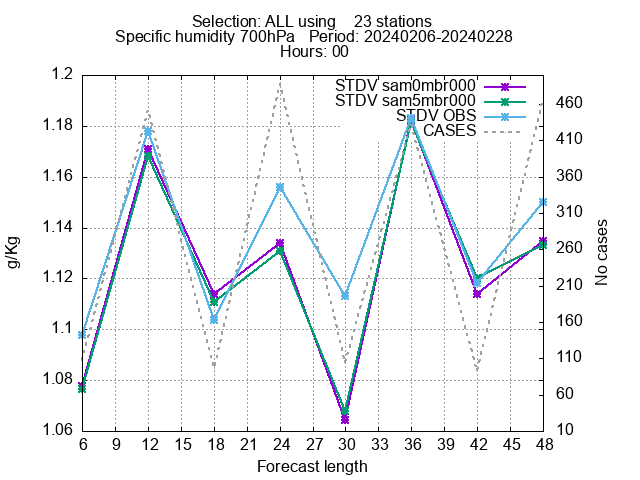 Selection: ALL using    23 stations
Specific humidity 700hPa   Period: 20240206-20240228
Hours: 00
STDV sam0mbr000
STDV sam5mbr000
STDV OBS
CASES
1.2
1.18
1.16
1.14
1.12
1.1
1.08
1.06
g/Kg
460
410
360
310
260
210
160
110
60
10
No cases
6 9 12 15 18 21 24 27 30 33 36 39 42 45 48
Forecast length